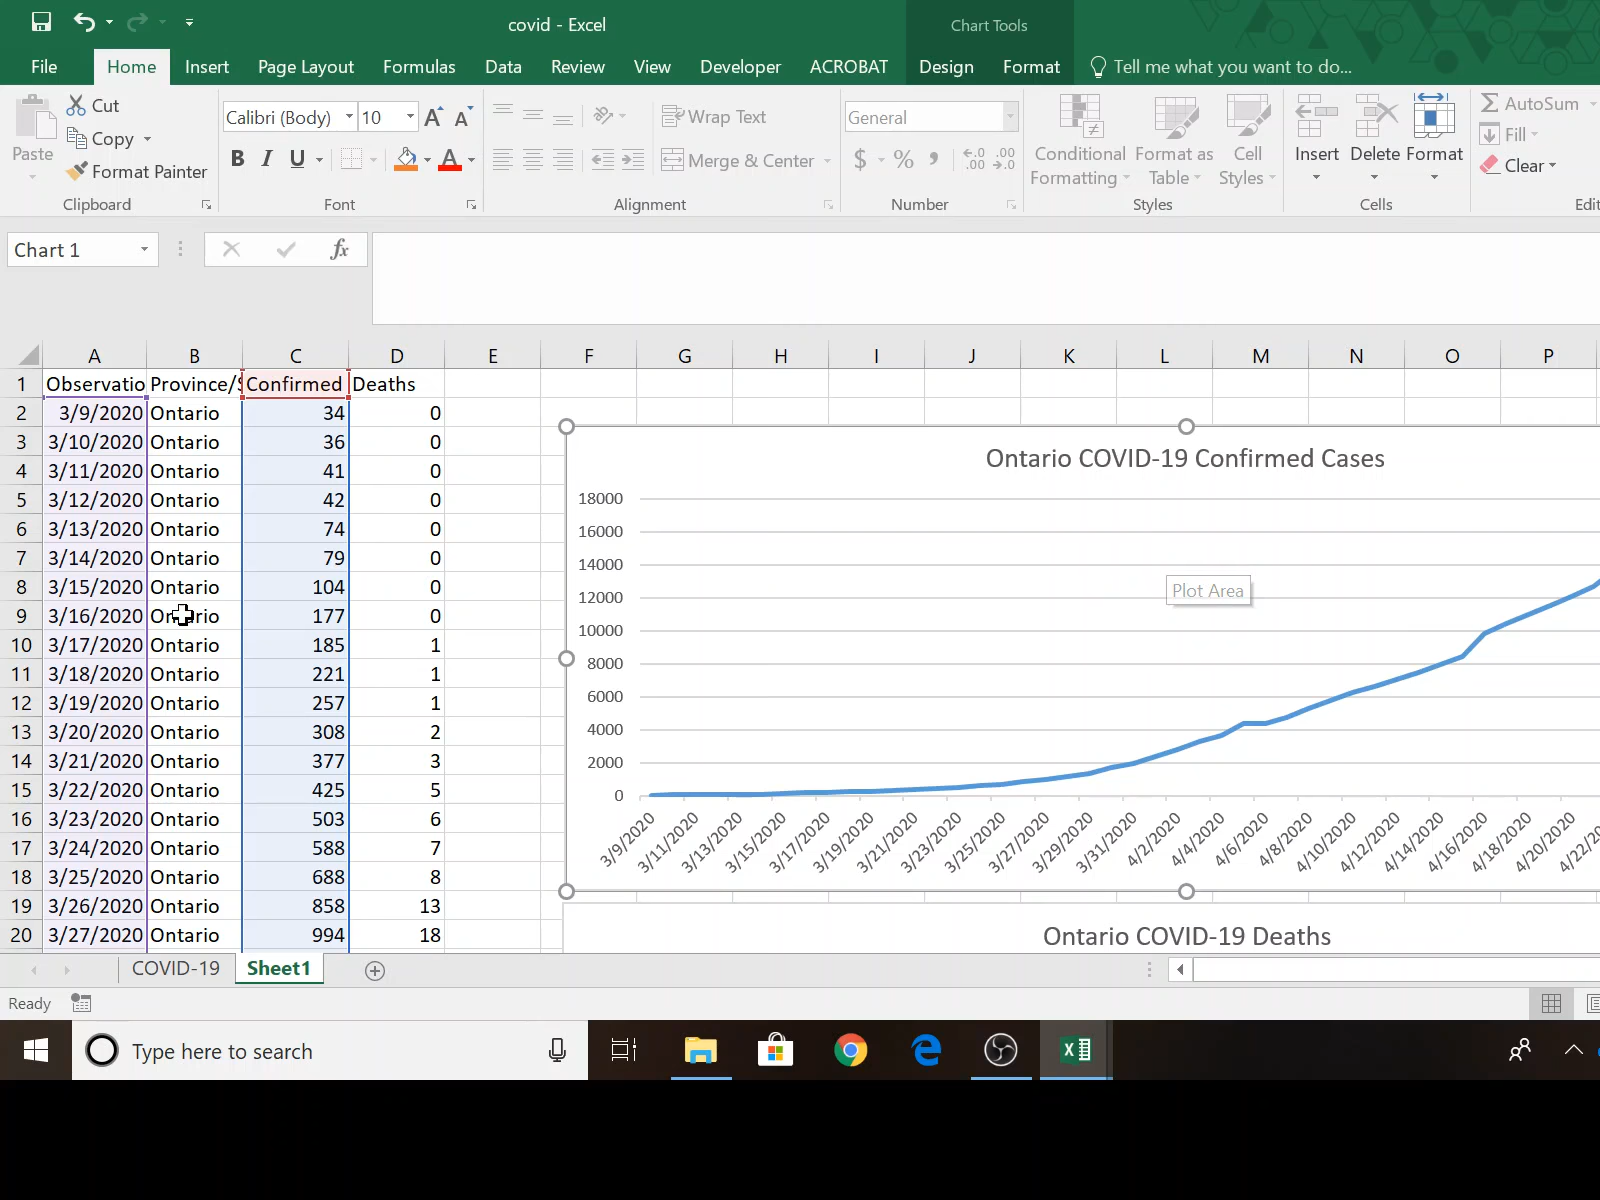 covid - Excel
Chart Tools
File Home Insert Page Layout Formulas Data Review View Developer ACROBAT Design Format Tell me what you want to do...
Paste
Cut
Copy
Format Painter
Clipboard
Calibri (Body) 10 A A
B I U A
Font
Wrap Text
Merge & Center
Alignment
General
$ % , .0 .00 .00 .0
Number
Conditional Formatting
Format as Table
Cell Styles
Styles
Insert Delete Format
Cells
AutoSum
Fill
Clear
Edit
Chart 1
fx
A B C D E F G H I J K L M N O P
1 Observatio Province/S Confirmed Deaths
2 3/9/2020 Ontario 34 0
3 3/10/2020 Ontario 36 0
4 3/11/2020 Ontario 41 0
5 3/12/2020 Ontario 42 0
6 3/13/2020 Ontario 74 0
7 3/14/2020 Ontario 79 0
8 3/15/2020 Ontario 104 0
9 3/16/2020 Ontario 177 0
10 3/17/2020 Ontario 185 1
11 3/18/2020 Ontario 221 1
12 3/19/2020 Ontario 257 1
13 3/20/2020 Ontario 308 2
14 3/21/2020 Ontario 377 3
15 3/22/2020 Ontario 425 5
16 3/23/2020 Ontario 503 6
17 3/24/2020 Ontario 588 7
18 3/25/2020 Ontario 688 8
19 3/26/2020 Ontario 858 13
20 3/27/2020 Ontario 994 18
Ontario COVID-19 Confirmed Cases
18000
16000
14000
12000
10000
8000
6000
4000
2000
0
Plot Area
3/9/2020 3/11/2020 3/13/2020 3/15/2020 3/17/2020 3/19/2020 3/21/2020 3/23/2020 3/25/2020 3/27/2020 3/29/2020 3/31/2020 4/2/2020 4/4/2020 4/6/2020 4/8/2020 4/10/2020 4/12/2020 4/14/2020 4/16/2020 4/18/2020 4/20/2020 4/22/20
Ontario COVID-19 Deaths
COVID-19 Sheet1
Ready
Type here to search